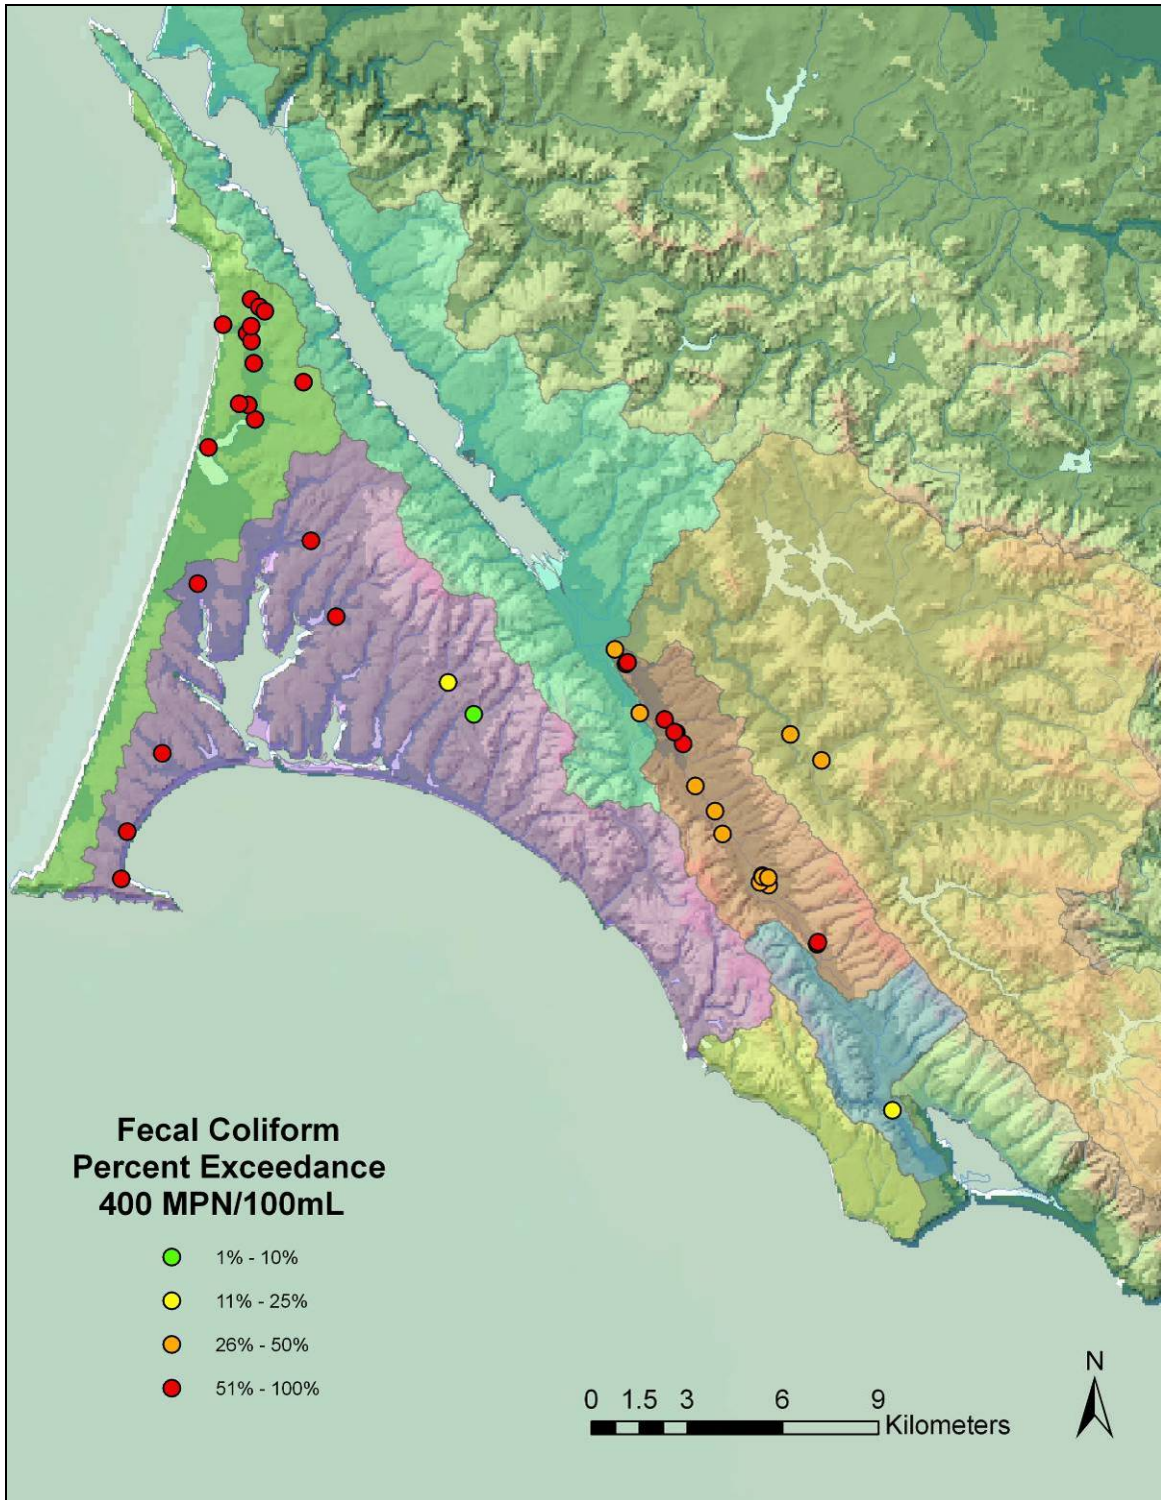 Fecal Coliform
Percent Exceedance
400 MPN/100mL
1% - 10%
11% - 25%
26% - 50%
51% - 100%
0 1.5 3 6 9
Kilometers
N